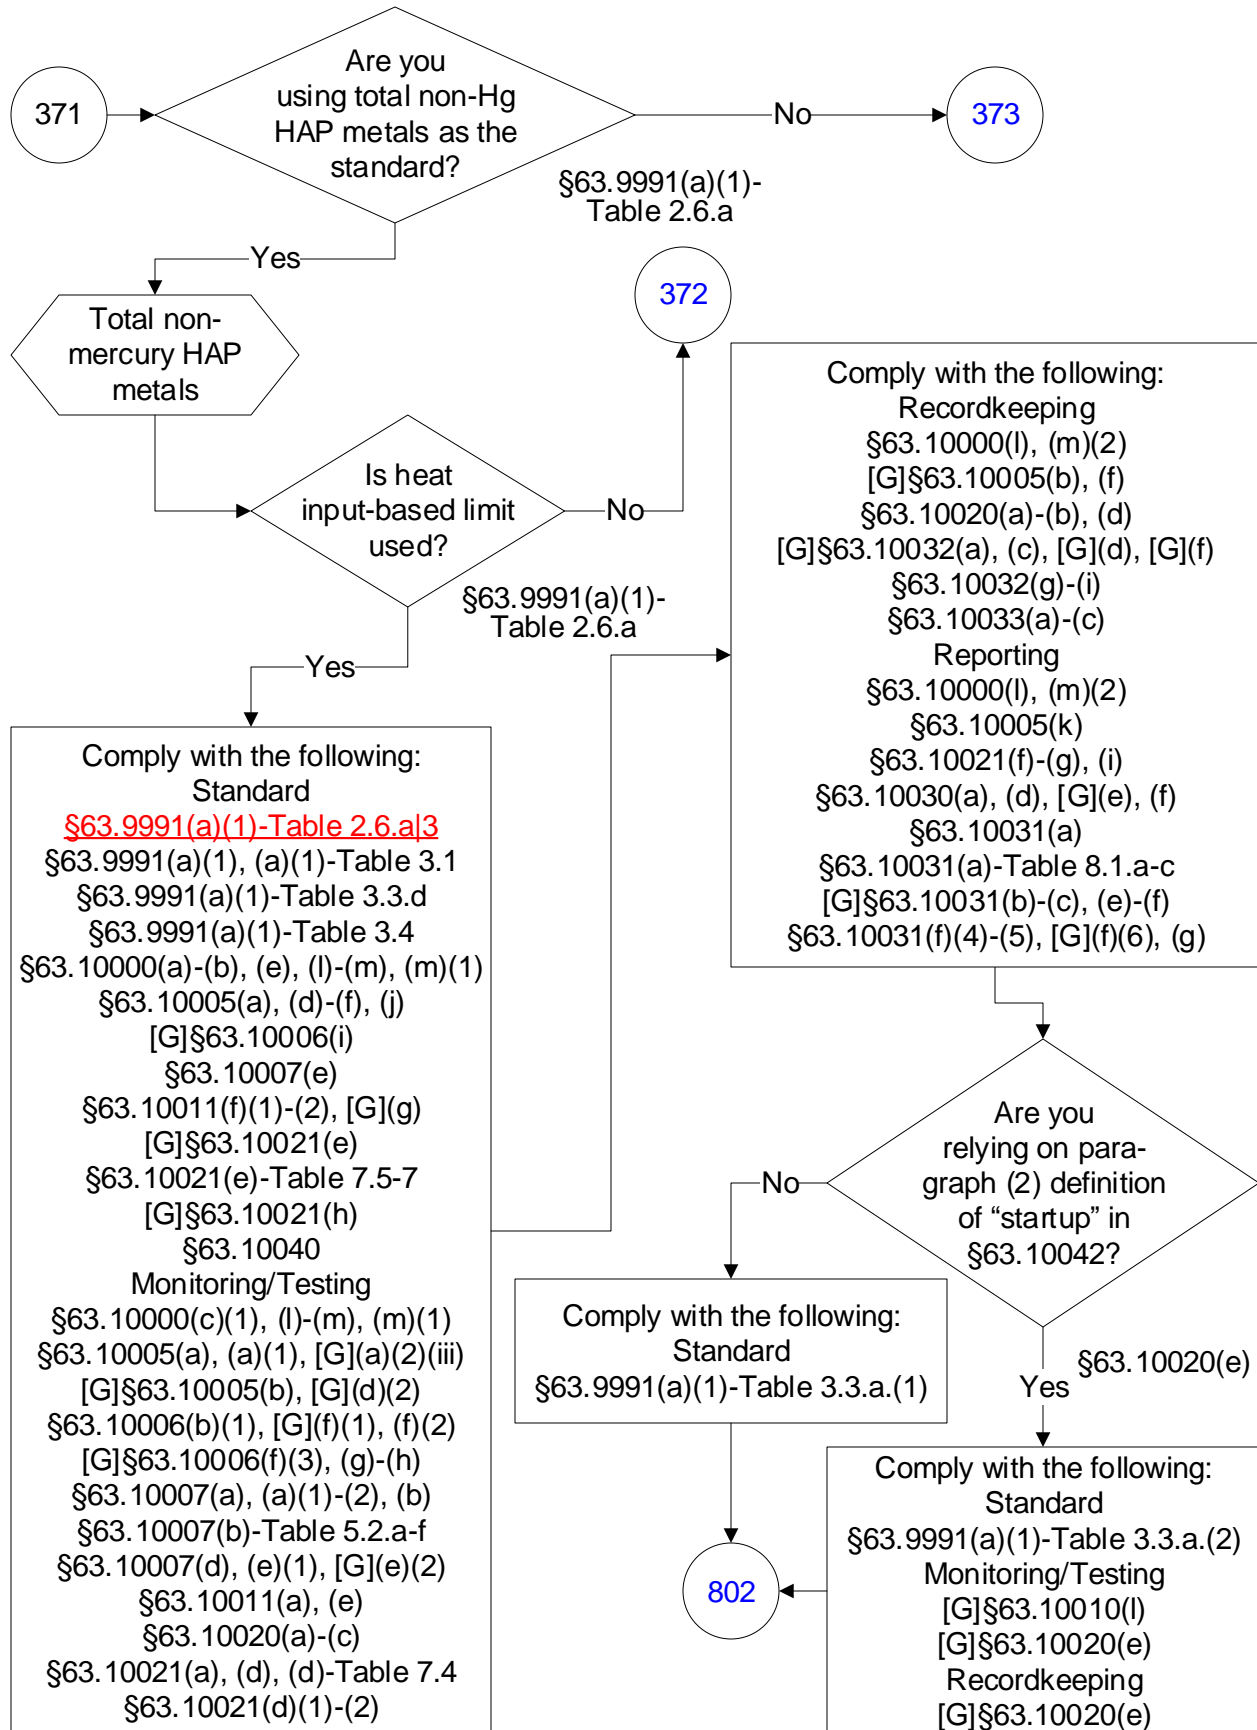 371
Are you
using total non-Hg
HAP metals as the
standard?
No
373
§63.9991(a)(1)-
Table 2.6.a
Yes
Total non-
mercury HAP
metals
372
Is heat
input-based limit
used?
No
§63.9991(a)(1)-
Table 2.6.a
Yes
Comply with the following:
Standard
§63.9991(a)(1)-Table 2.6.a|3
§63.9991(a)(1), (a)(1)-Table 3.1
§63.9991(a)(1)-Table 3.3.d
§63.9991(a)(1)-Table 3.4
§63.10000(a)-(b), (e), (l)-(m), (m)(1)
§63.10005(a), (d)-(f), (j)
[G]§63.10006(i)
§63.10007(e)
§63.10011(f)(1)-(2), [G](g)
[G]§63.10021(e)
§63.10021(e)-Table 7.5-7
[G]§63.10021(h)
§63.10040
Monitoring/Testing
§63.10000(c)(1), (l)-(m), (m)(1)
§63.10005(a), (a)(1), [G](a)(2)(iii)
[G]§63.10005(b), [G](d)(2)
§63.10006(b)(1), [G](f)(1), (f)(2)
[G]§63.10006(f)(3), (g)-(h)
§63.10007(a), (a)(1)-(2), (b)
§63.10007(b)-Table 5.2.a-f
§63.10007(d), (e)(1), [G](e)(2)
§63.10011(a), (e)
§63.10020(a)-(c)
§63.10021(a), (d), (d)-Table 7.4
§63.10021(d)(1)-(2)
Comply with the following:
Recordkeeping
§63.10000(l), (m)(2)
[G]§63.10005(b), (f)
§63.10020(a)-(b), (d)
[G]§63.10032(a), (c), [G](d), [G](f)
§63.10032(g)-(i)
§63.10033(a)-(c)
Reporting
§63.10000(l), (m)(2)
§63.10005(k)
§63.10021(f)-(g), (i)
§63.10030(a), (d), [G](e), (f)
§63.10031(a)
§63.10031(a)-Table 8.1.a-c
[G]§63.10031(b)-(c), (e)-(f)
§63.10031(f)(4)-(5), [G](f)(6), (g)
Are you
relying on para-
graph (2) definition
of “startup” in
§63.10042?
No
Comply with the following:
Standard
§63.9991(a)(1)-Table 3.3.a.(1)
§63.10020(e)
Yes
Comply with the following:
Standard
§63.9991(a)(1)-Table 3.3.a.(2)
Monitoring/Testing
[G]§63.10010(l)
[G]§63.10020(e)
Recordkeeping
[G]§63.10020(e)
802